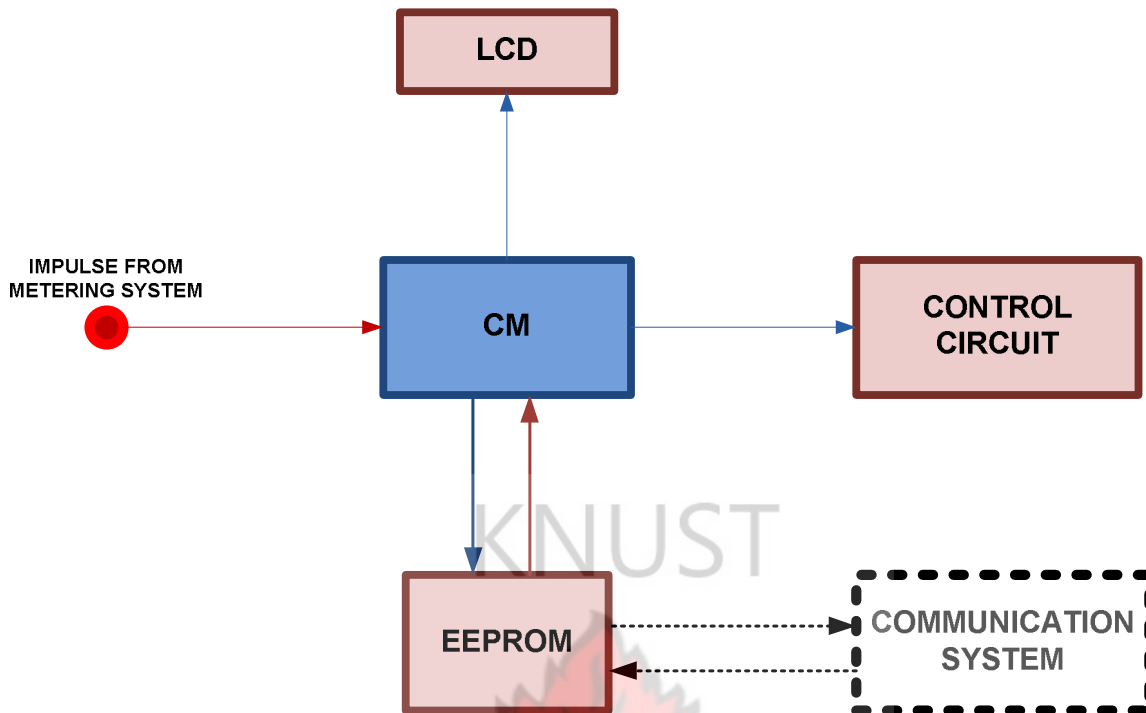 LCD
IMPULSE FROM
METERING SYSTEM
CM
CONTROL
CIRCUIT
KNUST
EEPROM
COMMUNICATION
SYSTEM